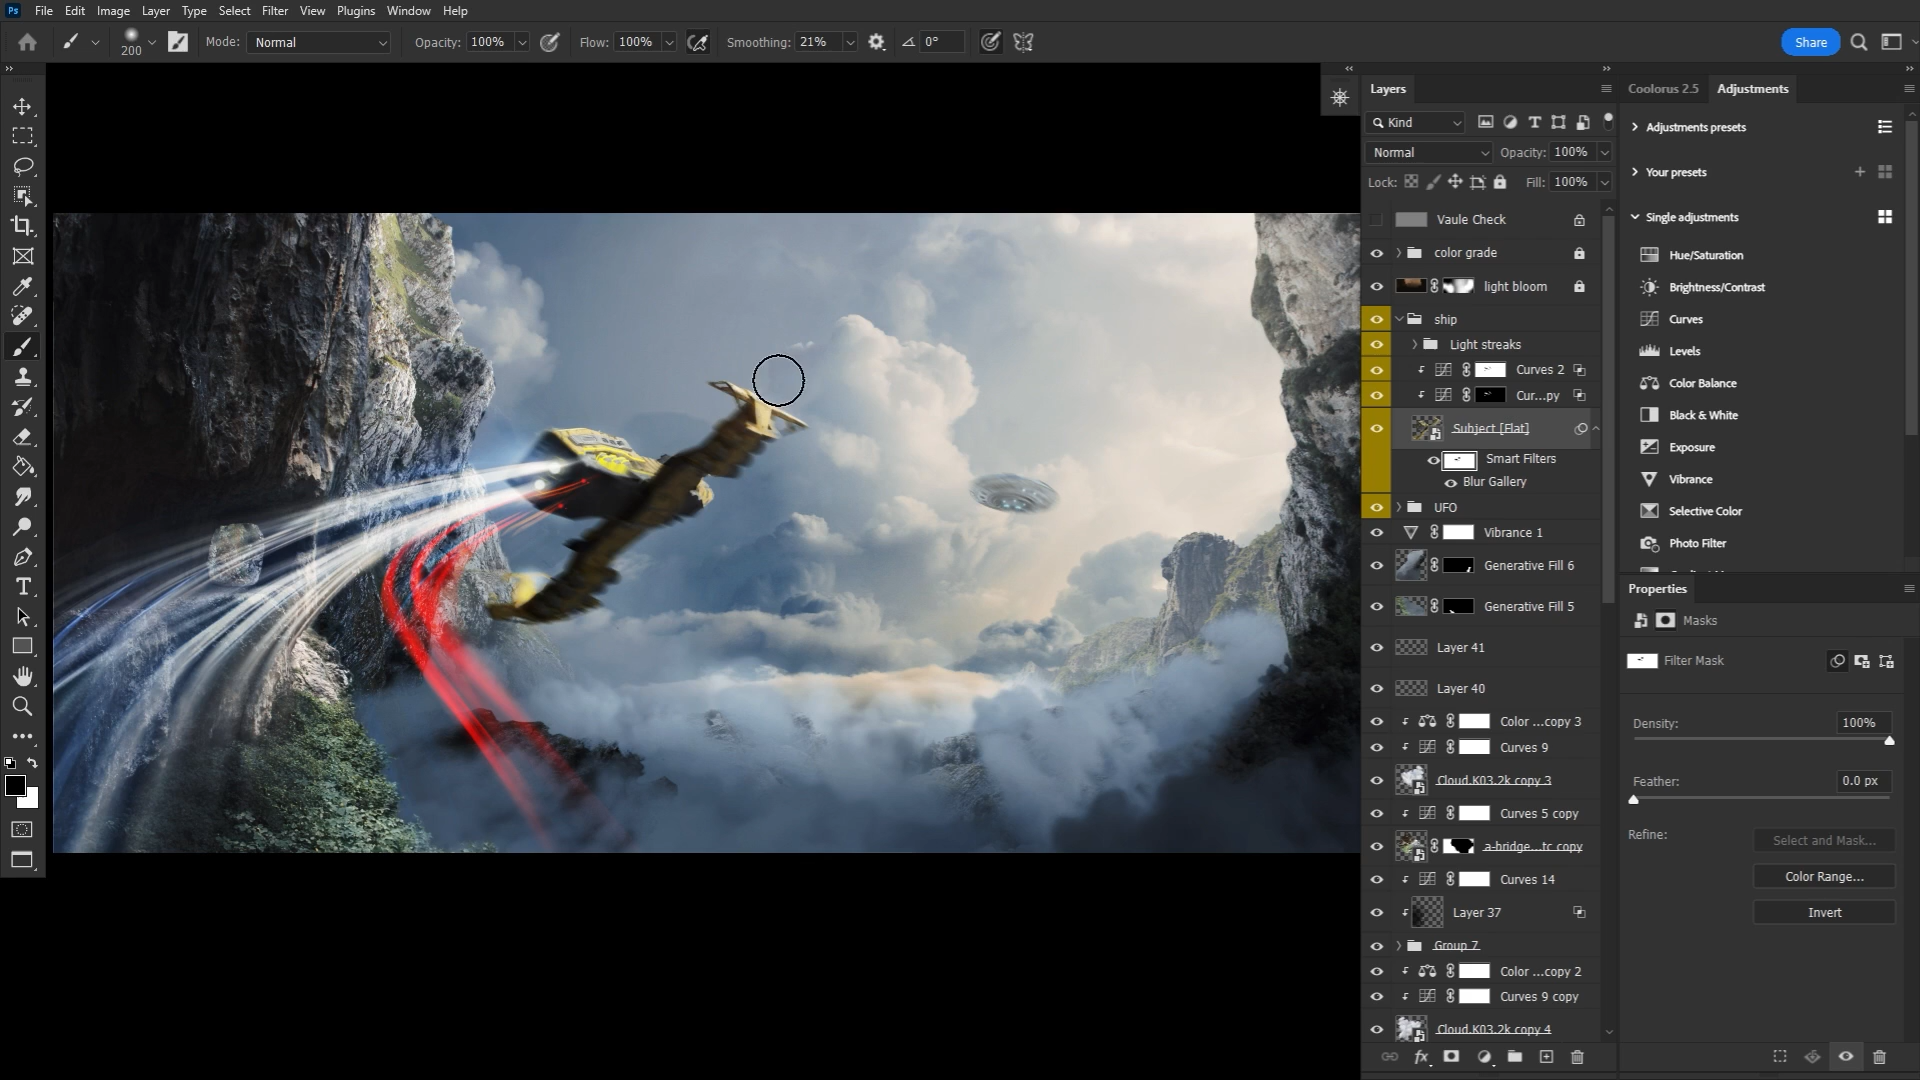 Ps File Edit Image Layer Type Select Filter View Plugins Window Help
200 Mode: Normal Opacity: 100% Flow: 100% Smoothing: 21% 0° Share
Layers
Kind
Normal Opacity: 100%
Lock: Fill: 100%
Vaule Check
color grade
light bloom
ship
Light streaks
Curves 2
Cur...py
Subject [Flat]
Smart Filters
Blur Gallery
UFO
Vibrance 1
Generative Fill 6
Generative Fill 5
Layer 41
Layer 40
Color ...copy 3
Curves 9
Cloud.K03.2k copy 3
Curves 5 copy
a-bridge...tc copy
Curves 14
Layer 37
Group 7
Color ...copy 2
Curves 9 copy
Cloud.K03.2k copy 4
fx
Coolorus 2.5 Adjustments
Adjustments presets
Your presets
Single adjustments
Hue/Saturation
Brightness/Contrast
Curves
Levels
Color Balance
Black & White
Exposure
Vibrance
Selective Color
Photo Filter
Properties
Masks
Filter Mask
Density: 100%
Feather: 0.0 px
Refine: Select and Mask...
Color Range...
Invert